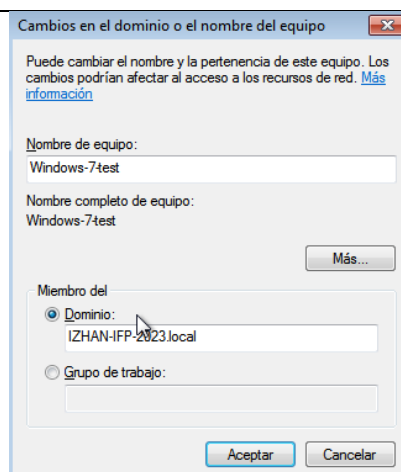 Cambios en el dominio o el nombre del equipo
Puede cambiar el nombre y la pertenencia de este equipo. Los
cambios podrían afectar al acceso a los recursos de red. Más
información
Nombre de equipo:
Windows-7-test
Nombre completo de equipo:
Windows-7-test
Más...
Miembro del
Dominio:
IZHAN-IFP-2023.local
Grupo de trabajo:
Aceptar
Cancelar